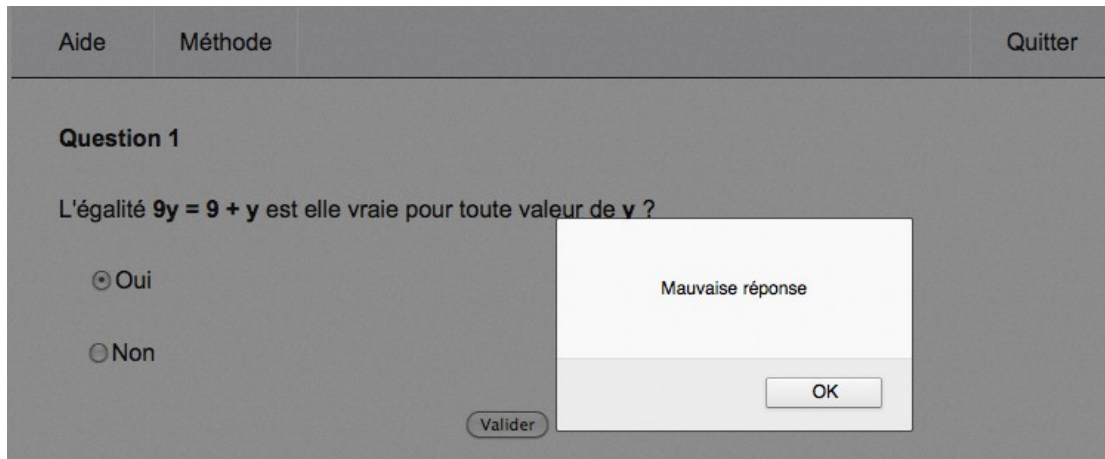 Aide Méthode Quitter
Question 1
L'égalité 9y = 9 + y est elle vraie pour toute valeur de y ?
Oui
Mauvaise réponse
Non
OK
Valider